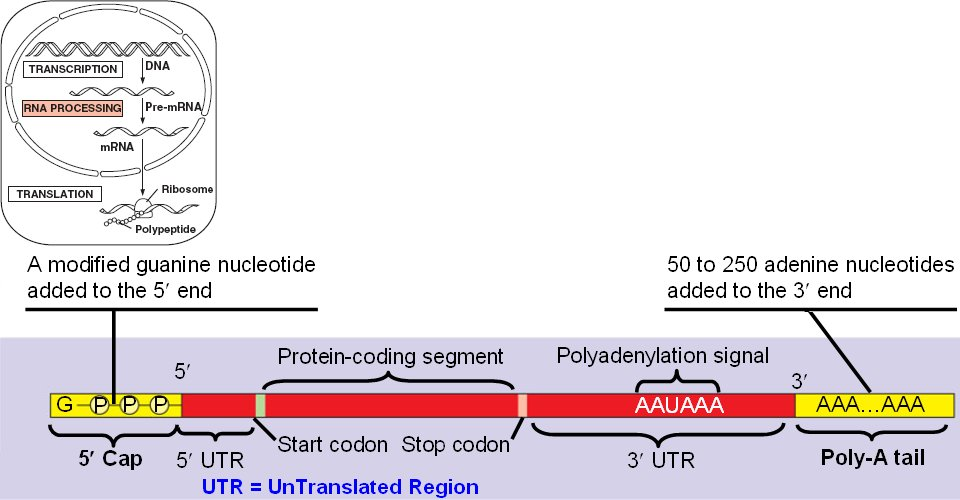 DNA
TRANSCRIPTION
RNA PROCESSING
Pre-mRNA
mRNA
TRANSLATION
Ribosome
Polypeptide
A modified guanine nucleotide
added to the 5′ end
50 to 250 adenine nucleotides
added to the 3′ end
Protein-coding segment
Polyadenylation signal
5′
3′
G P P P
AAUAAA
AAA…AAA
Start codon
Stop codon
5′ Cap
5′ UTR
3′ UTR
Poly-A tail
UTR = UnTranslated Region